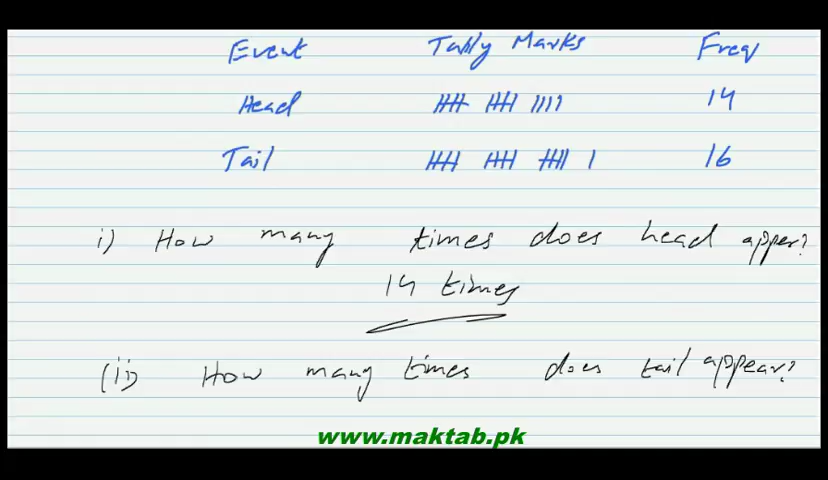 Event Tally Marks Freq
Head 𝍸 𝍸 |||| 14
Tail 𝍸 𝍸 𝍸 | 16
i) How many times does head apper?
14 times
(ii) How many times does tail appear?
www.maktab.pk